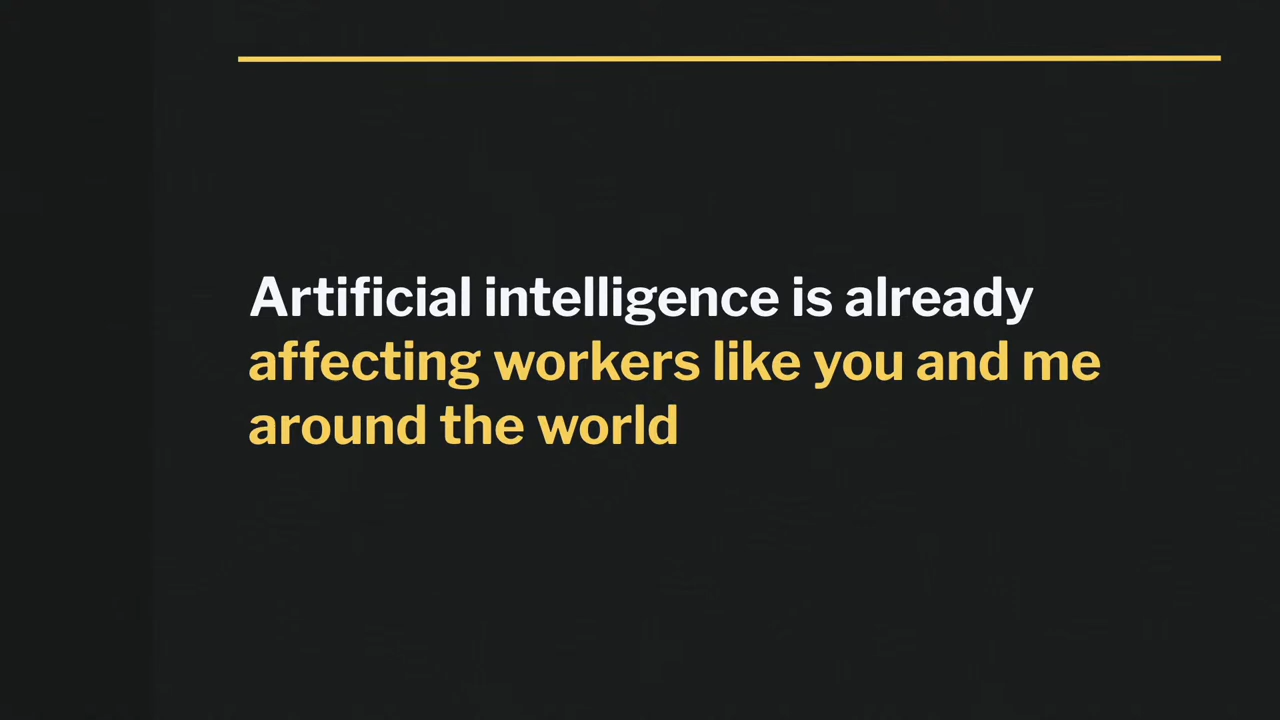 Artificial intelligence is already
affecting workers like you and me
around the world